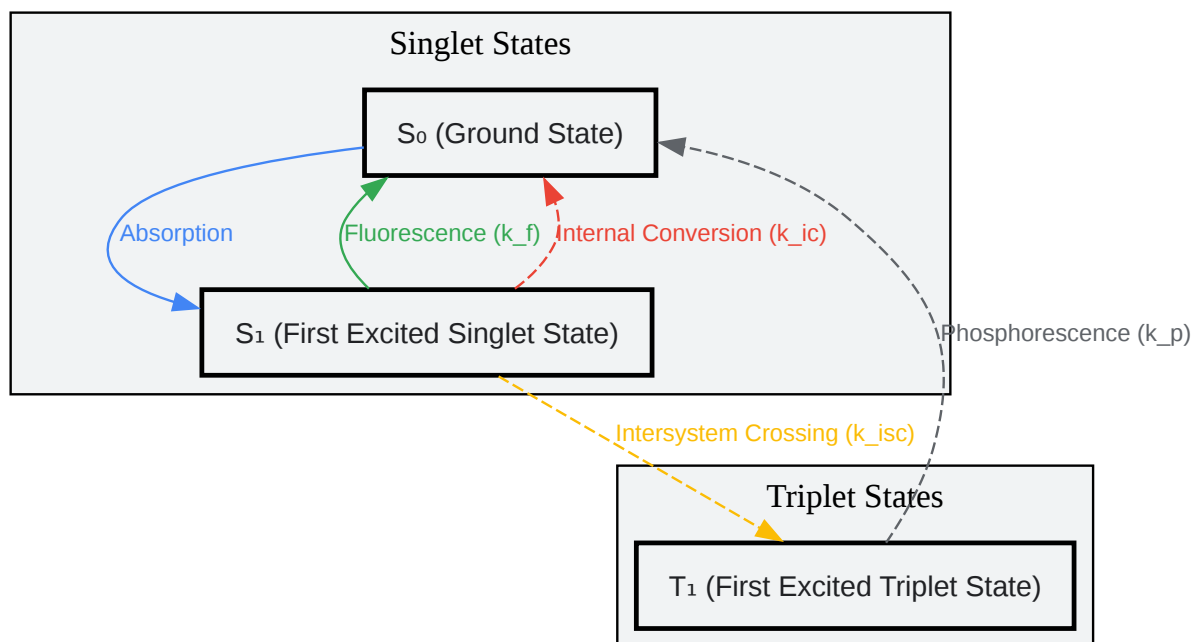 Singlet States
S₀ (Ground State)
Absorption
Fluorescence (k_f)
Internal Conversion (k_ic)
S₁ (First Excited Singlet State)
Phosphorescence (k_p)
Intersystem Crossing (k_isc)
Triplet States
T₁ (First Excited Triplet State)